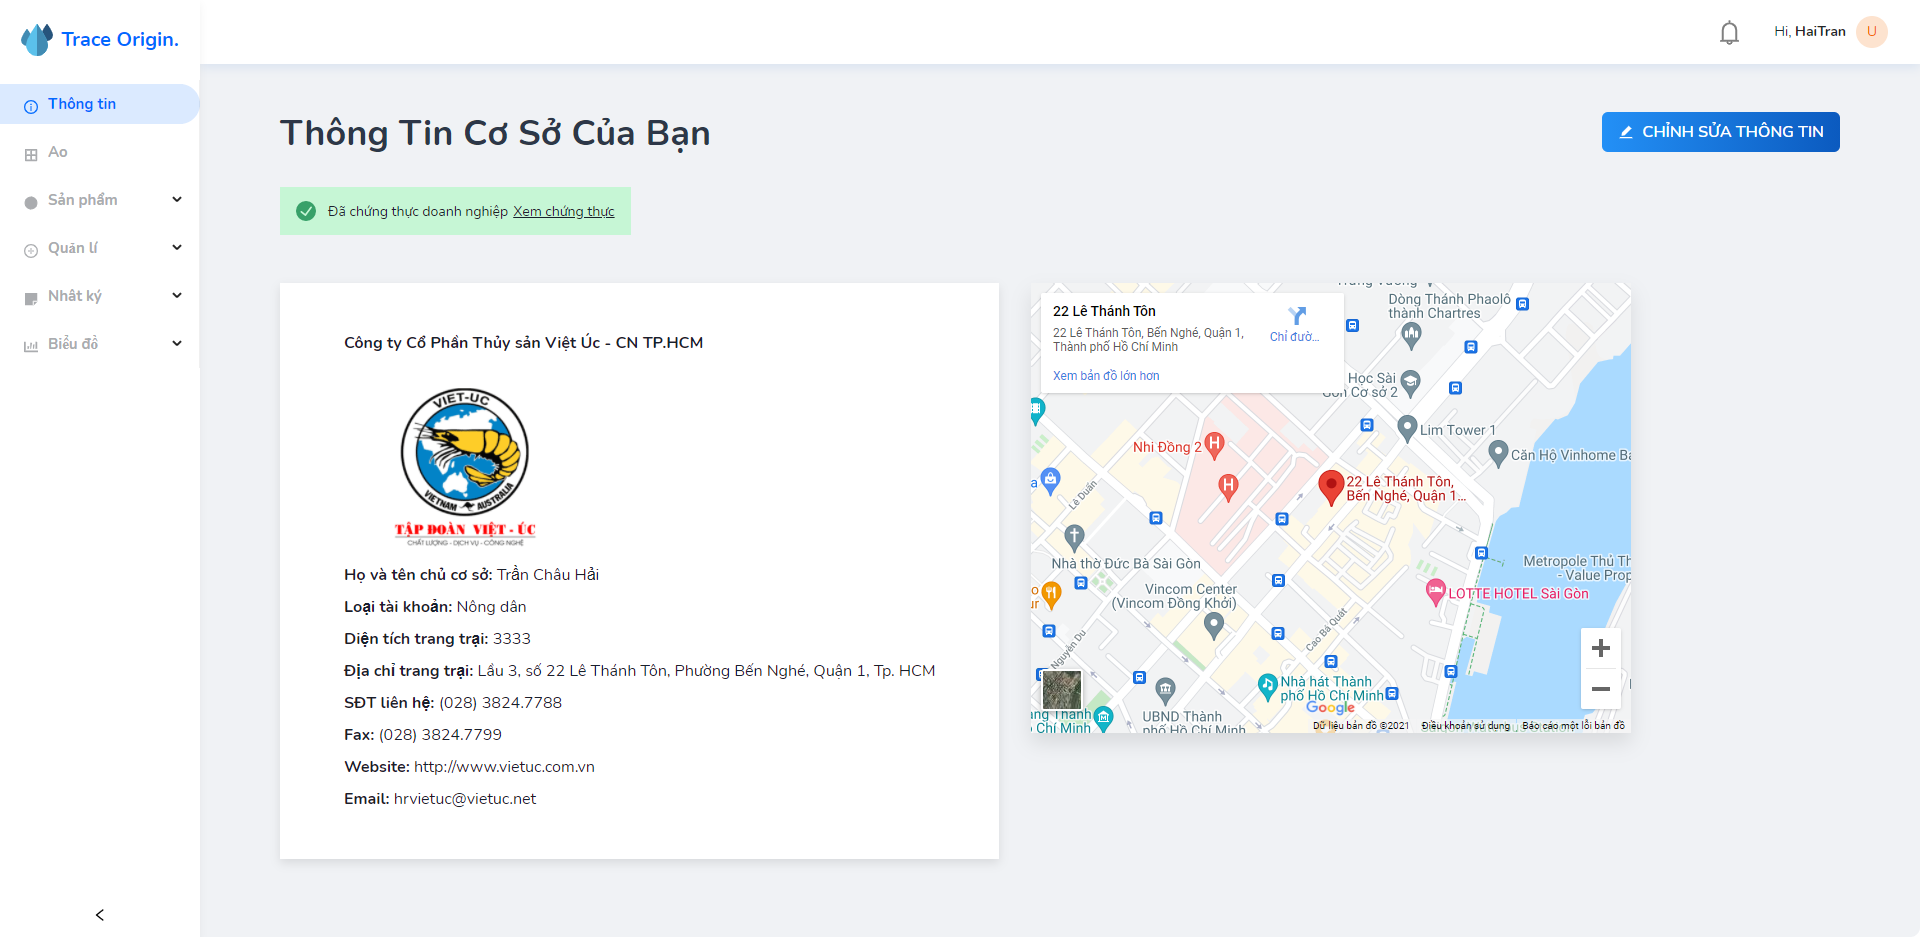 Trace Origin.
Hi, HaiTran
U
Thông tin
Ao
Sản phẩm
Quản lí
Nhât ký
Biểu đồ
Thông Tin Cơ Sở Của Bạn
CHỈNH SỬA THÔNG TIN
Đã chứng thực doanh nghiệp Xem chứng thực
Công ty Cổ Phần Thủy sản Việt Úc - CN TP.HCM
VIET-UC
VIETNAM - AUSTRALIA
TẬP ĐOÀN VIỆT - ÚC
CHẤT LƯỢNG - DỊCH VỤ - CÔNG NGHỆ
Họ và tên chủ cơ sở: Trần Châu Hải
Loại tài khoản: Nông dân
Diện tích trang trại: 3333
Địa chỉ trang trại: Lầu 3, số 22 Lê Thánh Tôn, Phường Bến Nghé, Quận 1, Tp. HCM
SĐT liên hệ: (028) 3824.7788
Fax: (028) 3824.7799
Website: http://www.vietuc.com.vn
Email: hrvietuc@vietuc.net
22 Lê Thánh Tôn
22 Lê Thánh Tôn, Bến Nghé, Quận 1,
Thành phố Hồ Chí Minh
Chỉ đườ...
Xem bản đồ lớn hơn
Dòng Thánh Phaolô
thành Chartres
Học Sài
Gòn Cơ sở 2
Lim Tower 1
Nhi Đồng 2
Căn Hộ Vinhome Ba
22 Lê Thánh Tôn,
Bến Nghé, Quận 1...
Lê Duẩn
Nhà thờ Đức Bà Sài Gòn
Metropole Thủ Th
- Value Prop
Vincom Center
(Vincom Đồng Khởi)
LOTTE HOTEL Sài Gòn
Cao Bá Quát
Nguyễn Du
Nhà hát Thành
phố Hồ Chí Minh
Google
UBND Thành
phố Hồ Chí Minh
Chí Minh
Dữ liệu bản đồ ©2021 Điều khoản sử dụng Báo cáo một lỗi bản đồ